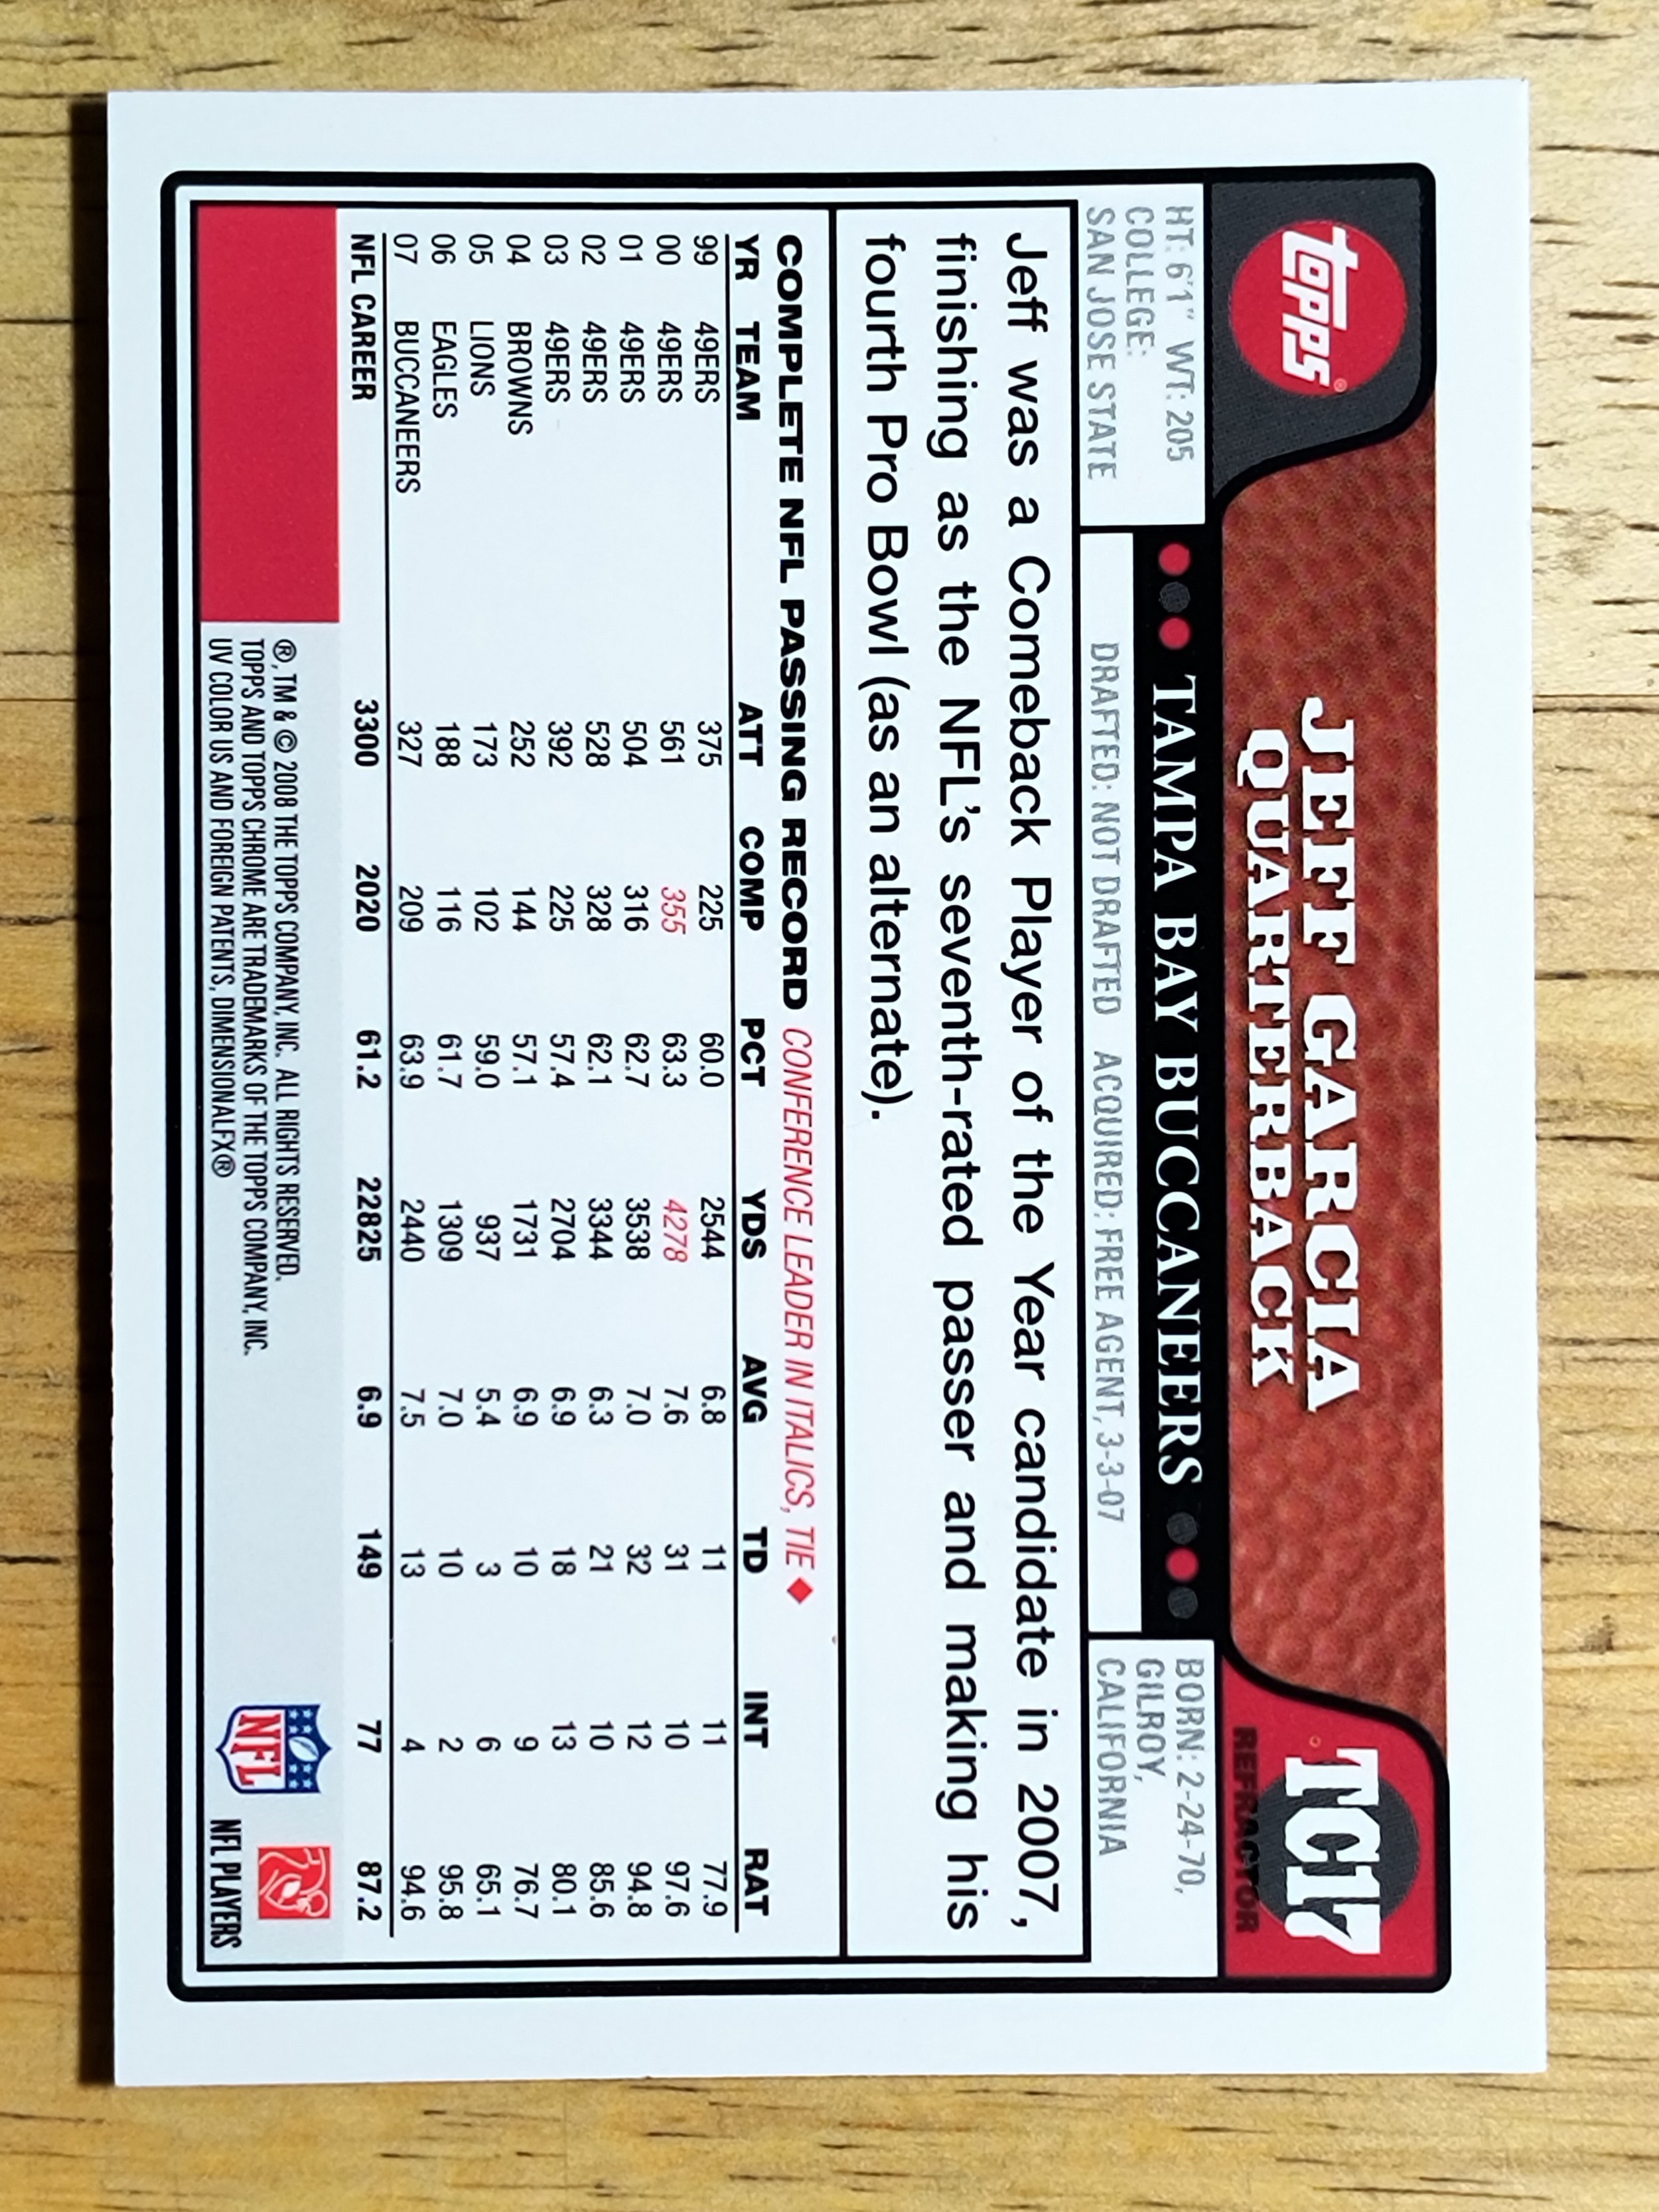 topps®
JEFF GARCIA
QUARTERBACK
TC17
REFRACTOR
HT: 6'1" WT: 205
COLLEGE:
SAN JOSE STATE
TAMPA BAY BUCCANEERS
DRAFTED: NOT DRAFTED ACQUIRED: FREE AGENT, 3-3-07
BORN: 2-24-70,
GILROY,
CALIFORNIA
Jeff was a Comeback Player of the Year candidate in 2007,
finishing as the NFL's seventh-rated passer and making his
fourth Pro Bowl (as an alternate).
COMPLETE NFL PASSING RECORD CONFERENCE LEADER IN ITALICS, TIE ◆
YR TEAM ATT COMP PCT YDS AVG TD INT RAT
99 49ERS 375 225 60.0 2544 6.8 11 11 77.9
00 49ERS 561 355 63.3 4278 7.6 31 10 97.6
01 49ERS 504 316 62.7 3538 7.0 32 12 94.8
02 49ERS 528 328 62.1 3344 6.3 21 10 85.6
03 49ERS 392 225 57.4 2704 6.9 18 13 80.1
04 BROWNS 252 144 57.1 1731 6.9 10 9 76.7
05 LIONS 173 102 59.0 937 5.4 3 6 65.1
06 EAGLES 188 116 61.7 1309 7.0 10 2 95.8
07 BUCCANEERS 327 209 63.9 2440 7.5 13 4 94.6
NFL CAREER 3300 2020 61.2 22825 6.9 149 77 87.2
®, TM & © 2008 THE TOPPS COMPANY, INC. ALL RIGHTS RESERVED.
TOPPS AND TOPPS CHROME ARE TRADEMARKS OF THE TOPPS COMPANY, INC.
UV COLOR US AND FOREIGN PATENTS, DIMENSIONALFX®
NFL
NFL PLAYERS